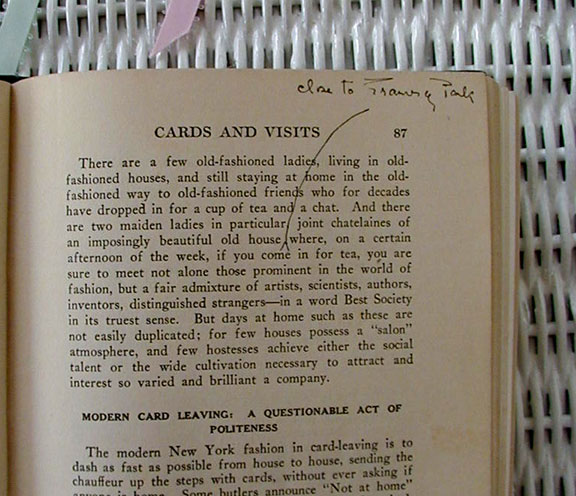 close to Gramercy Park
CARDS AND VISITS 87
There are a few old-fashioned ladies, living in old-
fashioned houses, and still staying at home in the old-
fashioned way to old-fashioned friends who for decades
have dropped in for a cup of tea and a chat. And there
are two maiden ladies in particular, joint chatelaines of
an imposingly beautiful old house, where, on a certain
afternoon of the week, if you come in for tea, you are
sure to meet not alone those prominent in the world of
fashion, but a fair admixture of artists, scientists, authors,
inventors, distinguished strangers—in a word Best Society
in its truest sense. But days at home such as these are
not easily duplicated; for few houses possess a "salon"
atmosphere, and few hostesses achieve either the social
talent or the wide cultivation necessary to attract and
interest so varied and brilliant a company.
MODERN CARD LEAVING: A QUESTIONABLE ACT OF
POLITENESS
The modern New York fashion in card-leaving is to
dash as fast as possible from house to house, sending the
chauffeur up the steps with cards, without ever asking if
anyone is home. Some butlers announce "Not at home"